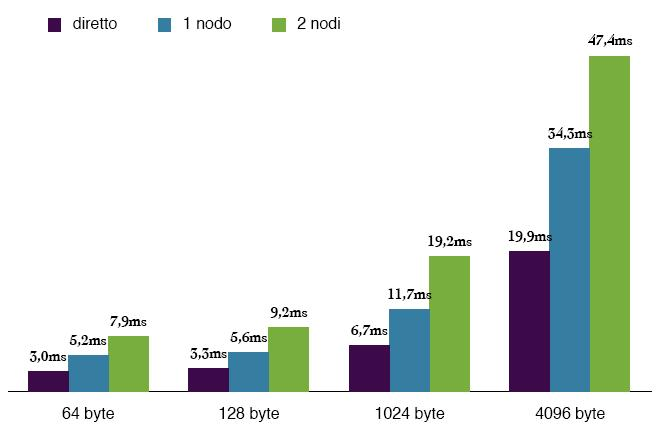 diretto 1 nodo 2 nodi
47,4ms
34,3ms
19,9ms
19,2ms
11,7ms
6,7ms
9,2ms
5,6ms
3,3ms
7,9ms
5,2ms
3,0ms
64 byte 128 byte 1024 byte 4096 byte